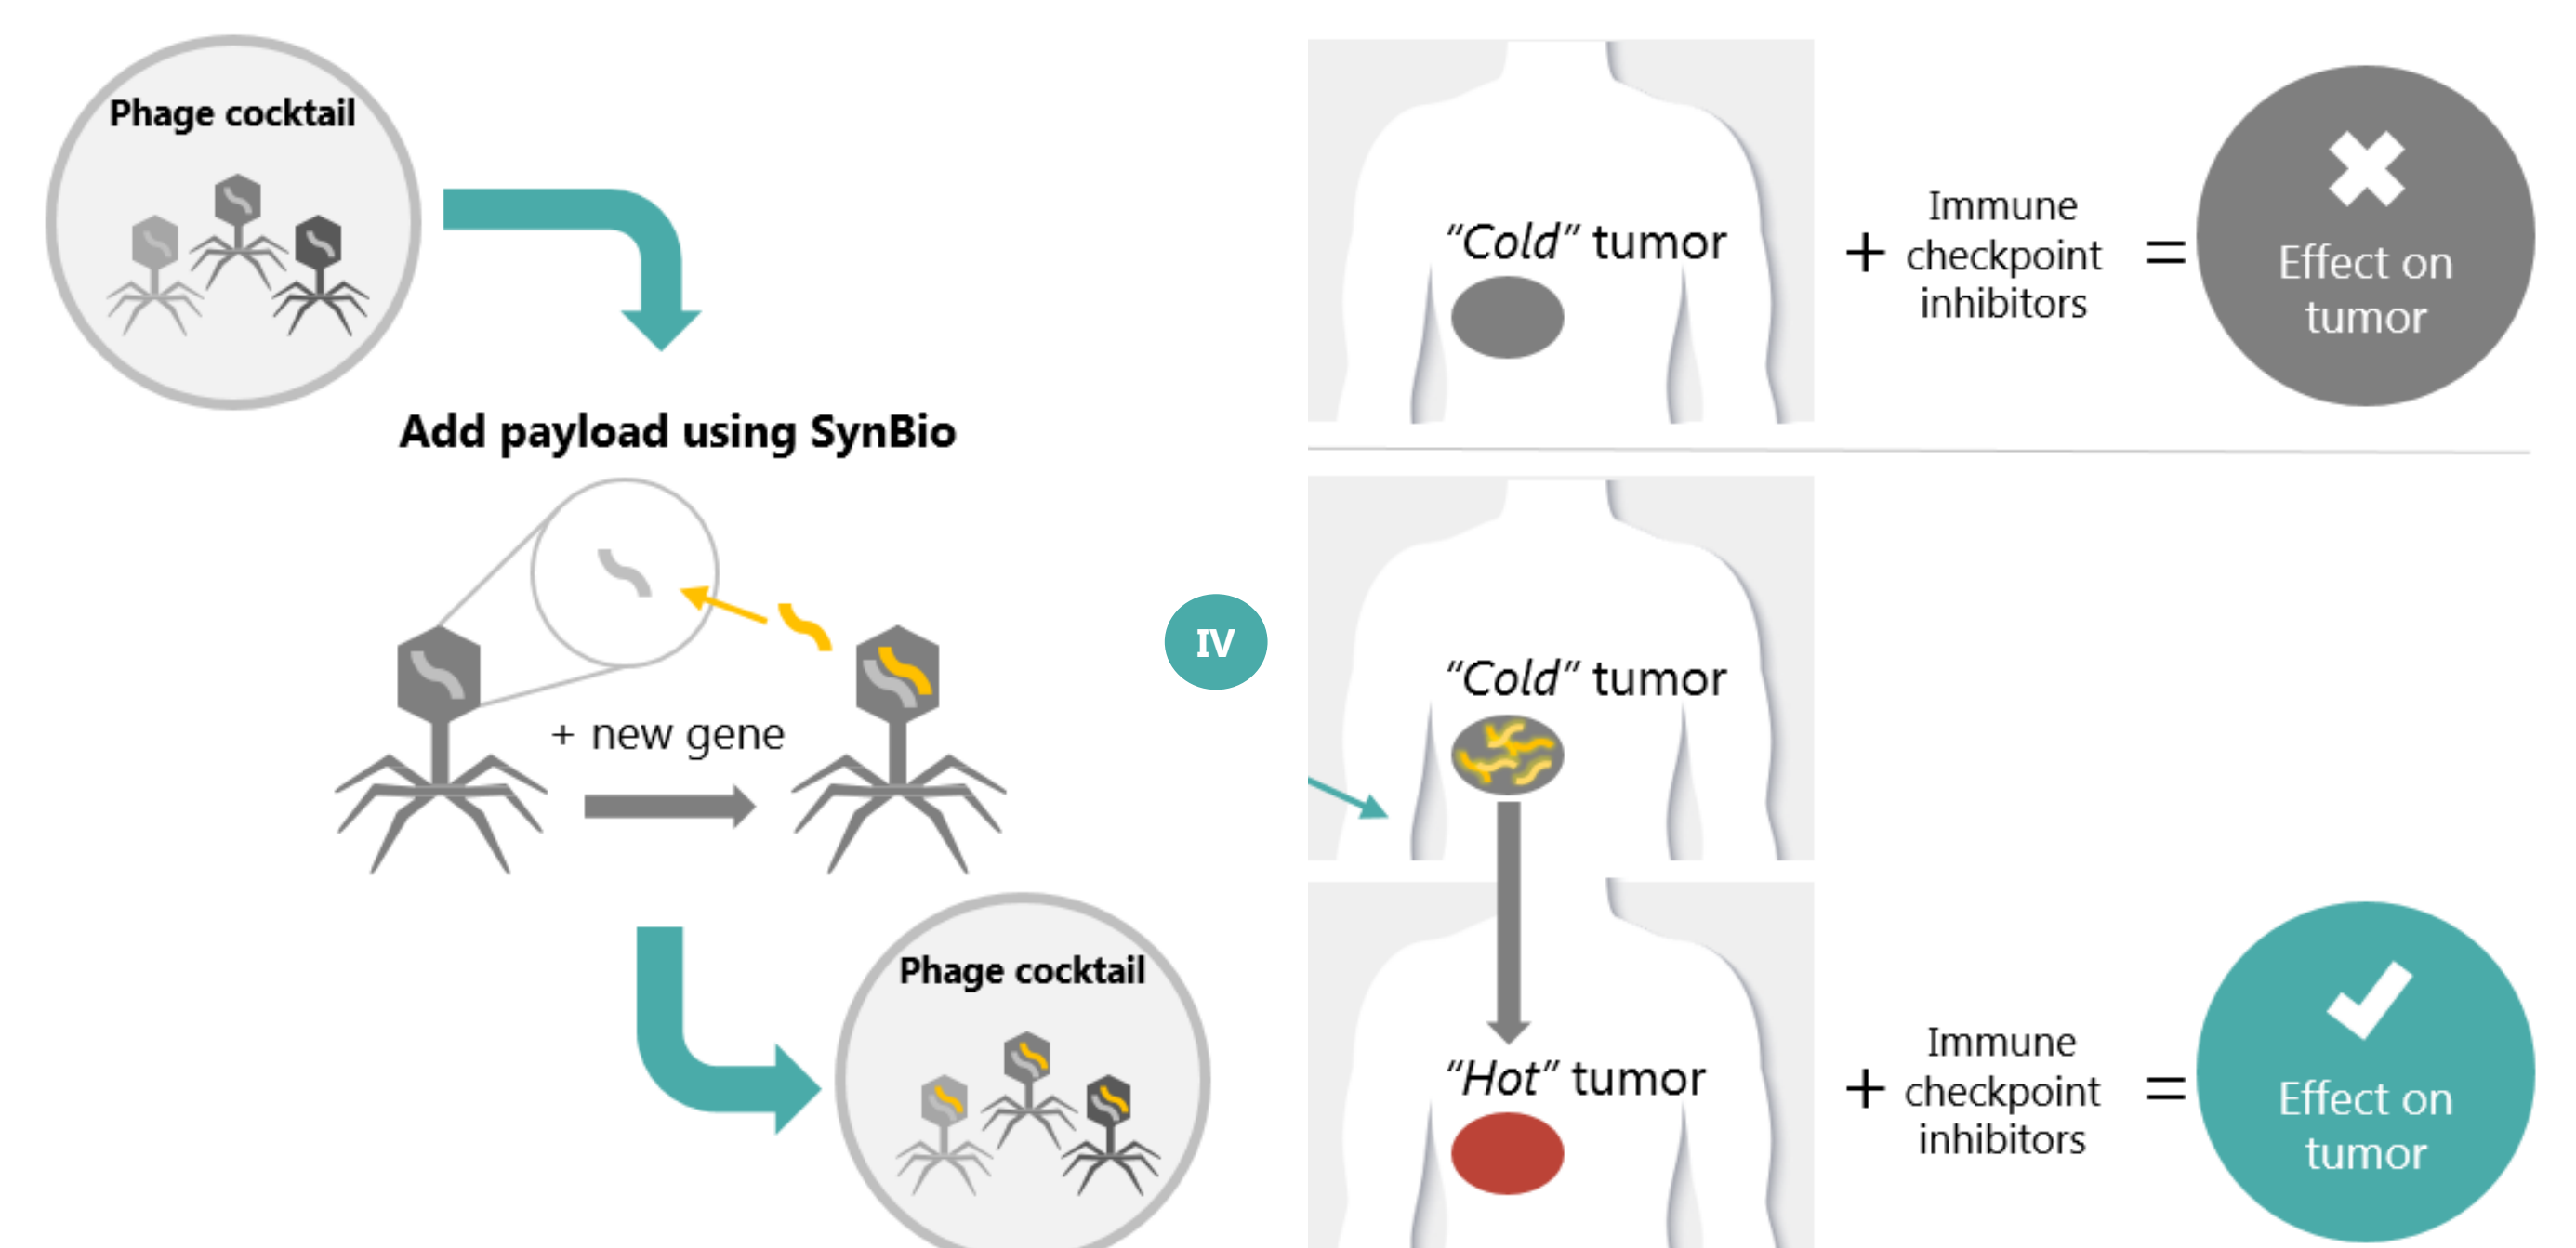 Phage cocktail
Add payload using SynBio
+ new gene
Phage cocktail
IV
"Cold" tumor
+
Immune
checkpoint
inhibitors
=
Effect on
tumor
"Cold" tumor
"Hot" tumor
+
Immune
checkpoint
inhibitors
=
Effect on
tumor